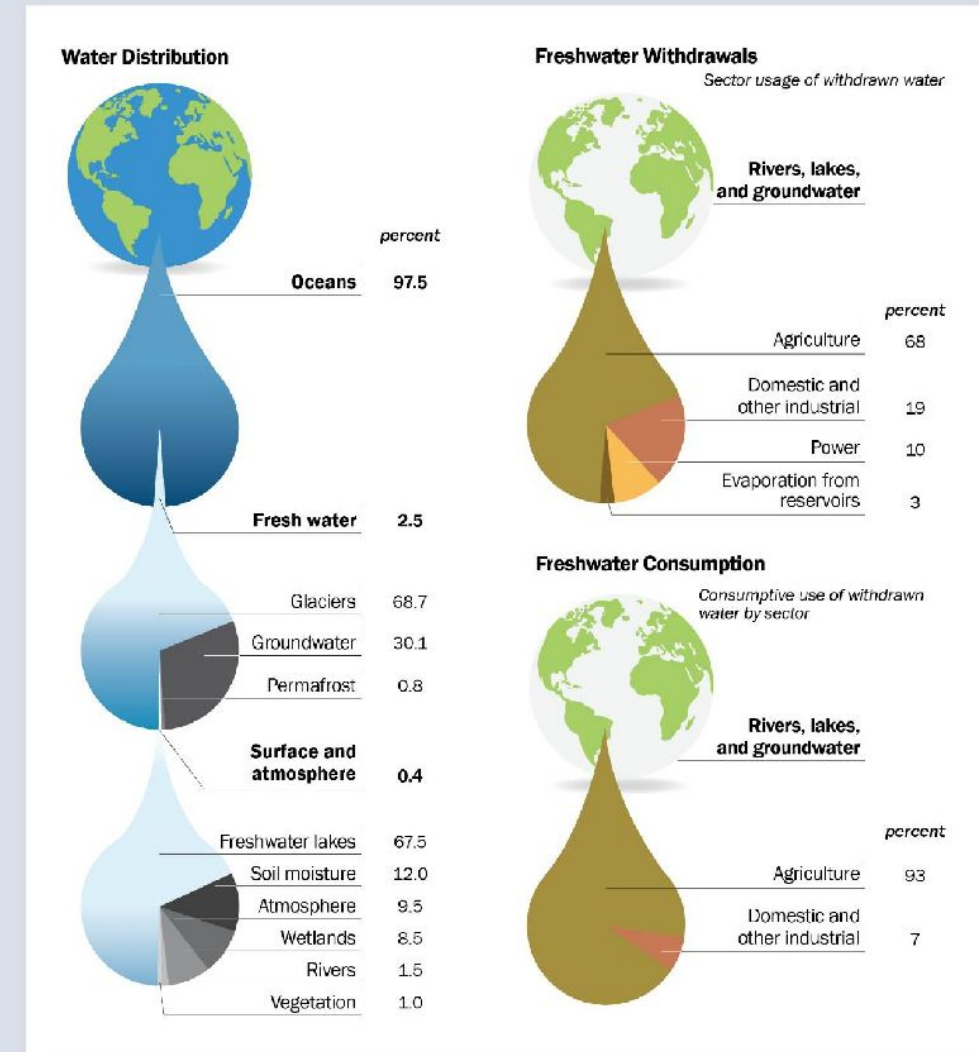 Water Distribution
percent
Oceans 97.5
Fresh water 2.5
Glaciers 68.7
Groundwater 30.1
Permafrost 0.8
Surface and
atmosphere 0.4
Freshwater lakes 67.5
Soil moisture 12.0
Atmosphere 9.5
Wetlands 8.5
Rivers 1.5
Vegetation 1.0
Freshwater Withdrawals
Sector usage of withdrawn water
Rivers, lakes,
and groundwater
percent
Agriculture 68
Domestic and
other industrial 19
Power 10
Evaporation from
reservoirs 3
Freshwater Consumption
Consumptive use of withdrawn
water by sector
Rivers, lakes,
and groundwater
percent
Agriculture 93
Domestic and
other industrial 7